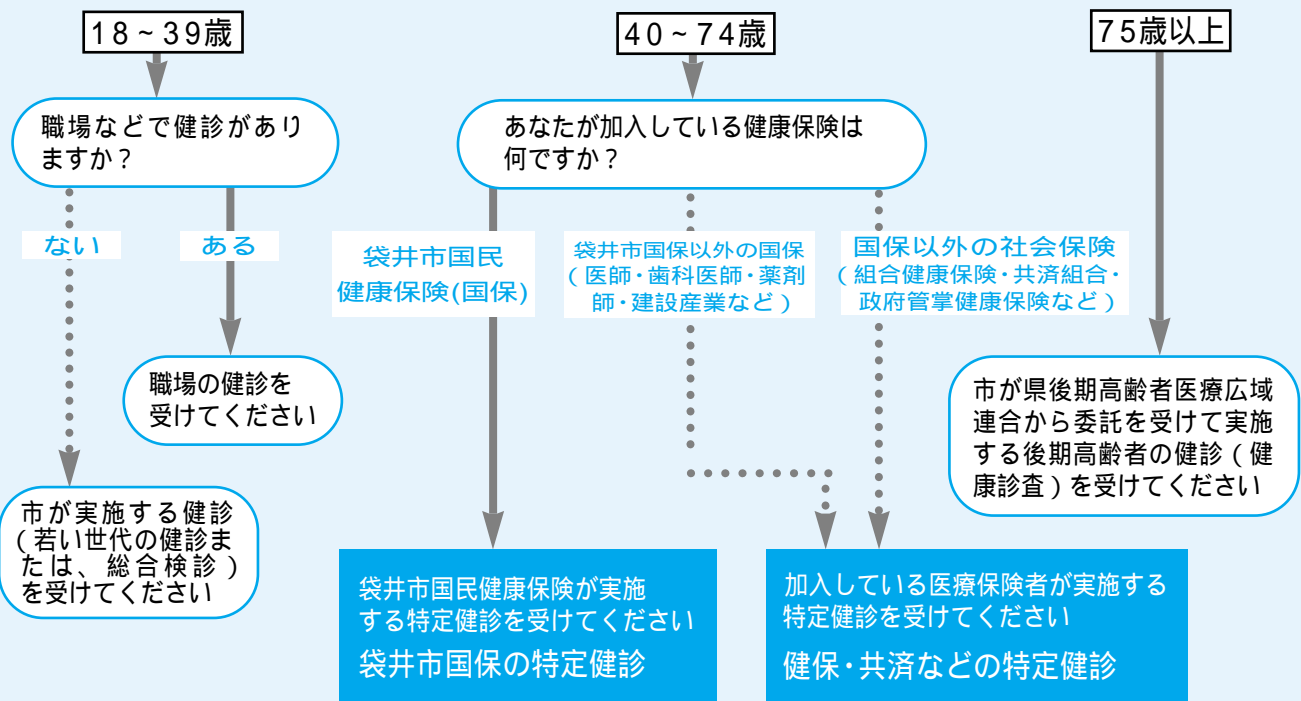 18~39歳
職場などで健診があり
ますか?
ない
ある
職場の健診を
受けてください
市が実施する健診
(若い世代の健診ま
たは、総合検診)
を受けてください
40~74歳
あなたが加入している健康保険は
何ですか?
袋井市国民
健康保険(国保)
袋井市国保以外の国保
(医師・歯科医師・薬剤
師・建設産業など)
国保以外の社会保険
(組合健康保険・共済組合・
政府管掌健康保険など)
袋井市国民健康保険が実施
する特定健診を受けてください
袋井市国保の特定健診
加入している医療保険者が実施する
特定健診を受けてください
健保・共済などの特定健診
75歳以上
市が県後期高齢者医療広域
連合から委託を受けて実施
する後期高齢者の健診(健
康診査)を受けてください